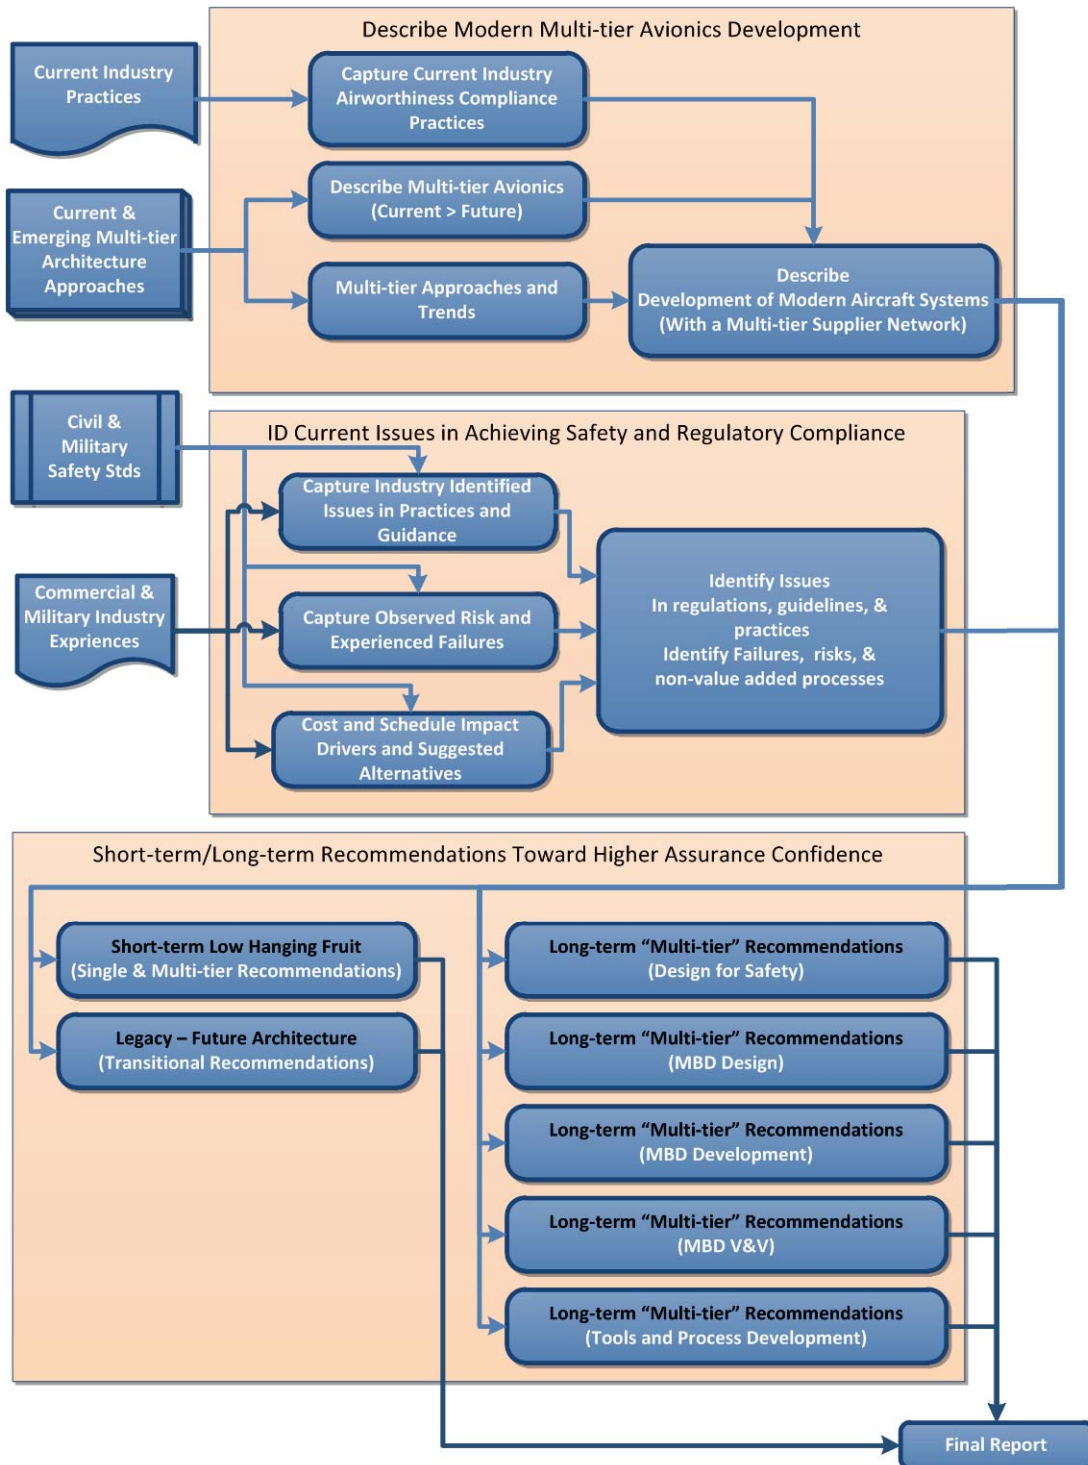 Describe Modern Multi-tier Avionics Development
Current Industry
Practices
Capture Current Industry
Airworthiness Compliance
Practices
Current &
Emerging Multi-tier
Architecture
Approaches
Describe Multi-tier Avionics
(Current > Future)
Multi-tier Approaches and
Trends
Describe
Development of Modern Aircraft Systems
(With a Multi-tier Supplier Network)
ID Current Issues in Achieving Safety and Regulatory Compliance
Civil &
Military
Safety Stds
Capture Industry Identified
Issues in Practices and
Guidance
Commercial &
Military Industry
Expriences
Capture Observed Risk and
Experienced Failures
Cost and Schedule Impact
Drivers and Suggested
Alternatives
Identify Issues
In regulations, guidelines, &
practices
Identify Failures, risks, &
non-value added processes
Short-term/Long-term Recommendations Toward Higher Assurance Confidence
Short-term Low Hanging Fruit
(Single & Multi-tier Recommendations)
Legacy – Future Architecture
(Transitional Recommendations)
Long-term “Multi-tier” Recommendations
(Design for Safety)
Long-term “Multi-tier” Recommendations
(MBD Design)
Long-term “Multi-tier” Recommendations
(MBD Development)
Long-term “Multi-tier” Recommendations
(MBD V&V)
Long-term “Multi-tier” Recommendations
(Tools and Process Development)
Final Report